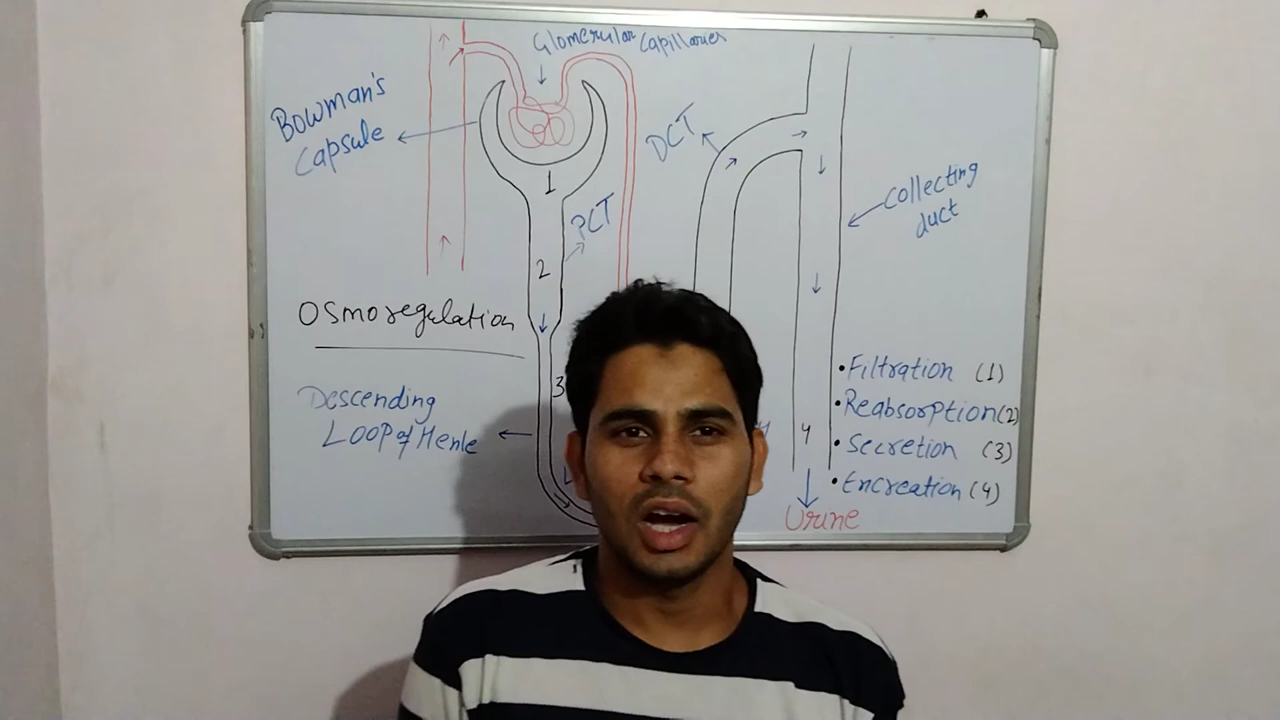 Glomerular Capillaries
Bowman's
Capsule
DCT
Collecting
duct
1
PCT
2
Osmoregulation
3
Descending
Loop of Henle
4
• Filtration (1)
• Reabsorption (2)
• Secretion (3)
• Encreation (4)
Urine